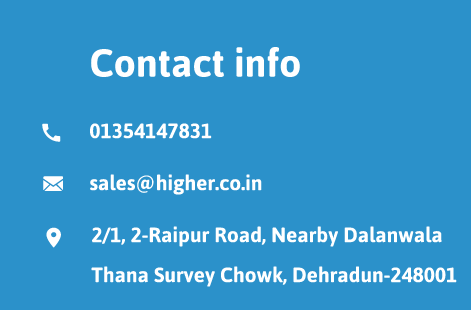 Contact info
01354147831
sales@higher.co.in
2/1, 2-Raipur Road, Nearby Dalanwala
Thana Survey Chowk, Dehradun-248001